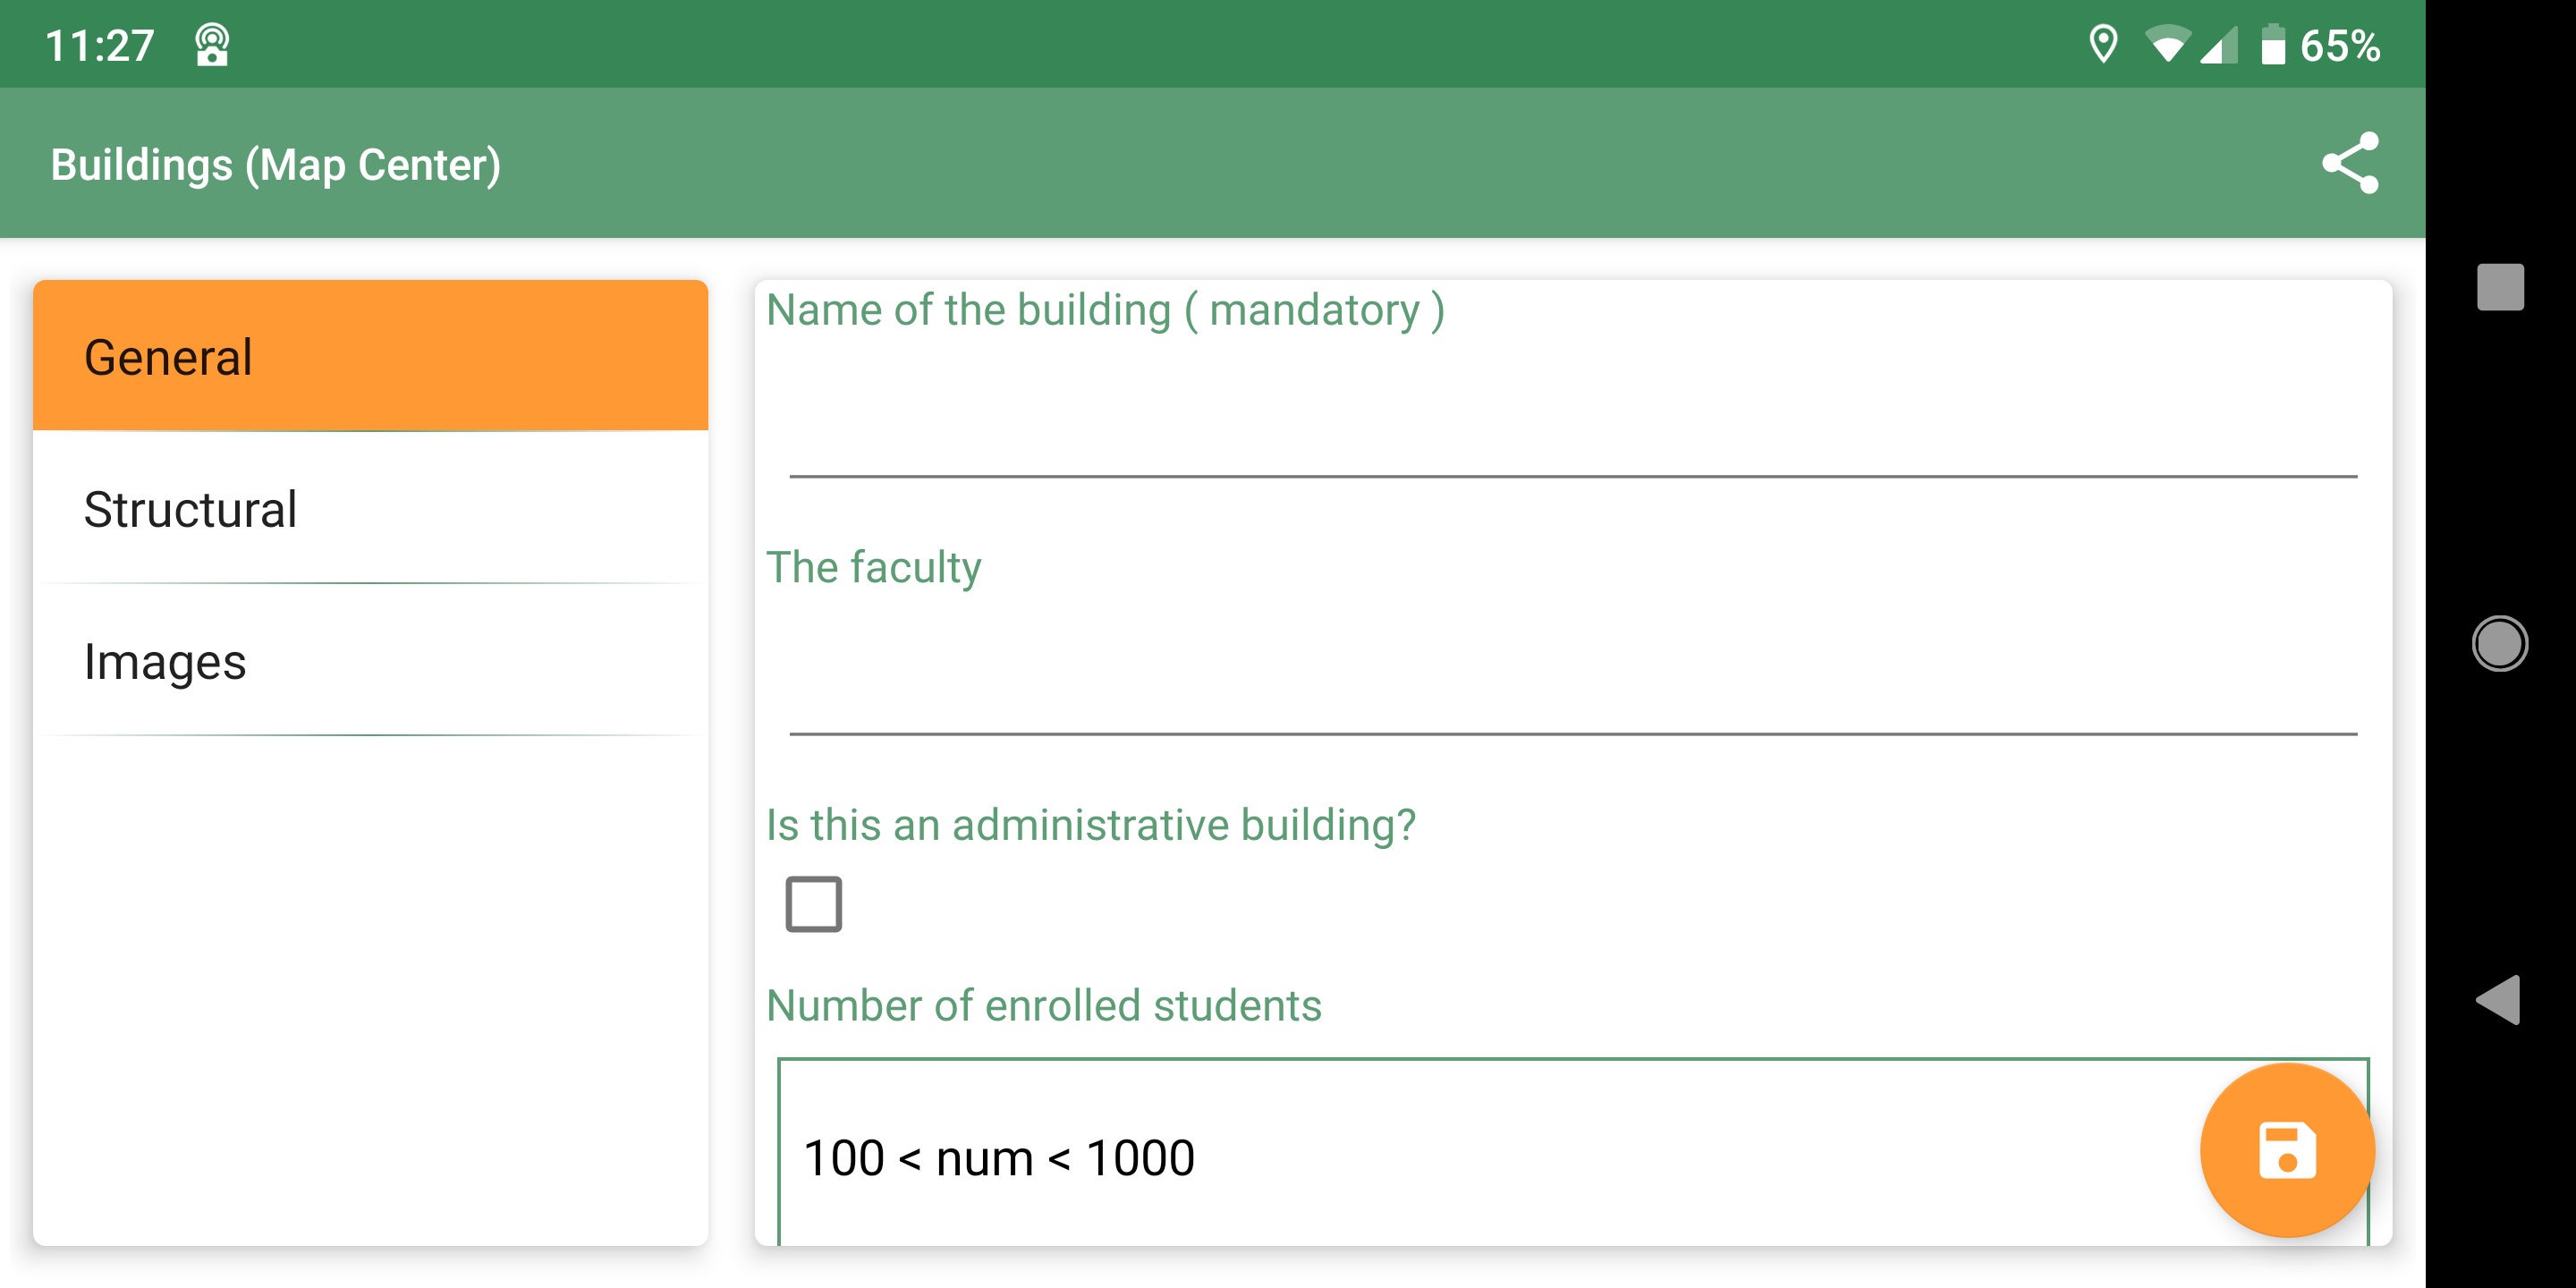 11:27
65%
Buildings (Map Center)
General
Structural
Images
Name of the building ( mandatory )
The faculty
Is this an administrative building?
Number of enrolled students
100 < num < 1000